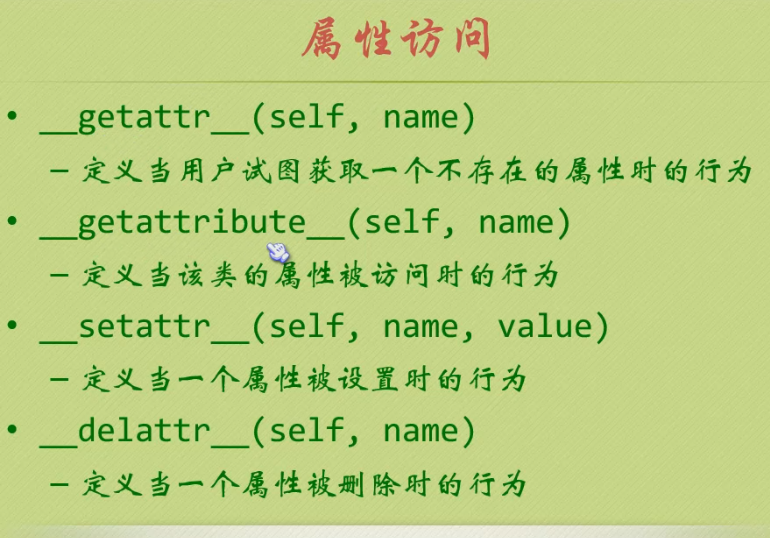 属性访问
• __getattr__(self, name)
– 定义当用户试图获取一个不存在的属性时的行为
• __getattribute__(self, name)
– 定义当该类的属性被访问时的行为
• __setattr__(self, name, value)
– 定义当一个属性被设置时的行为
• __delattr__(self, name)
– 定义当一个属性被删除时的行为